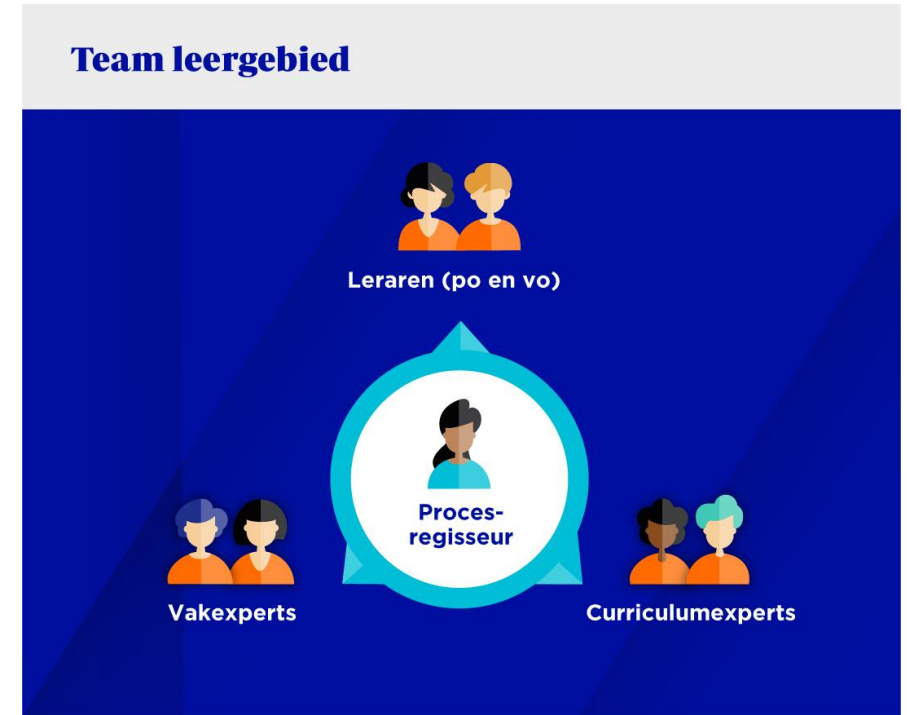 Team leergebied
Leraren (po en vo)
Proces-
regisseur
Vakexperts
Curriculumexperts